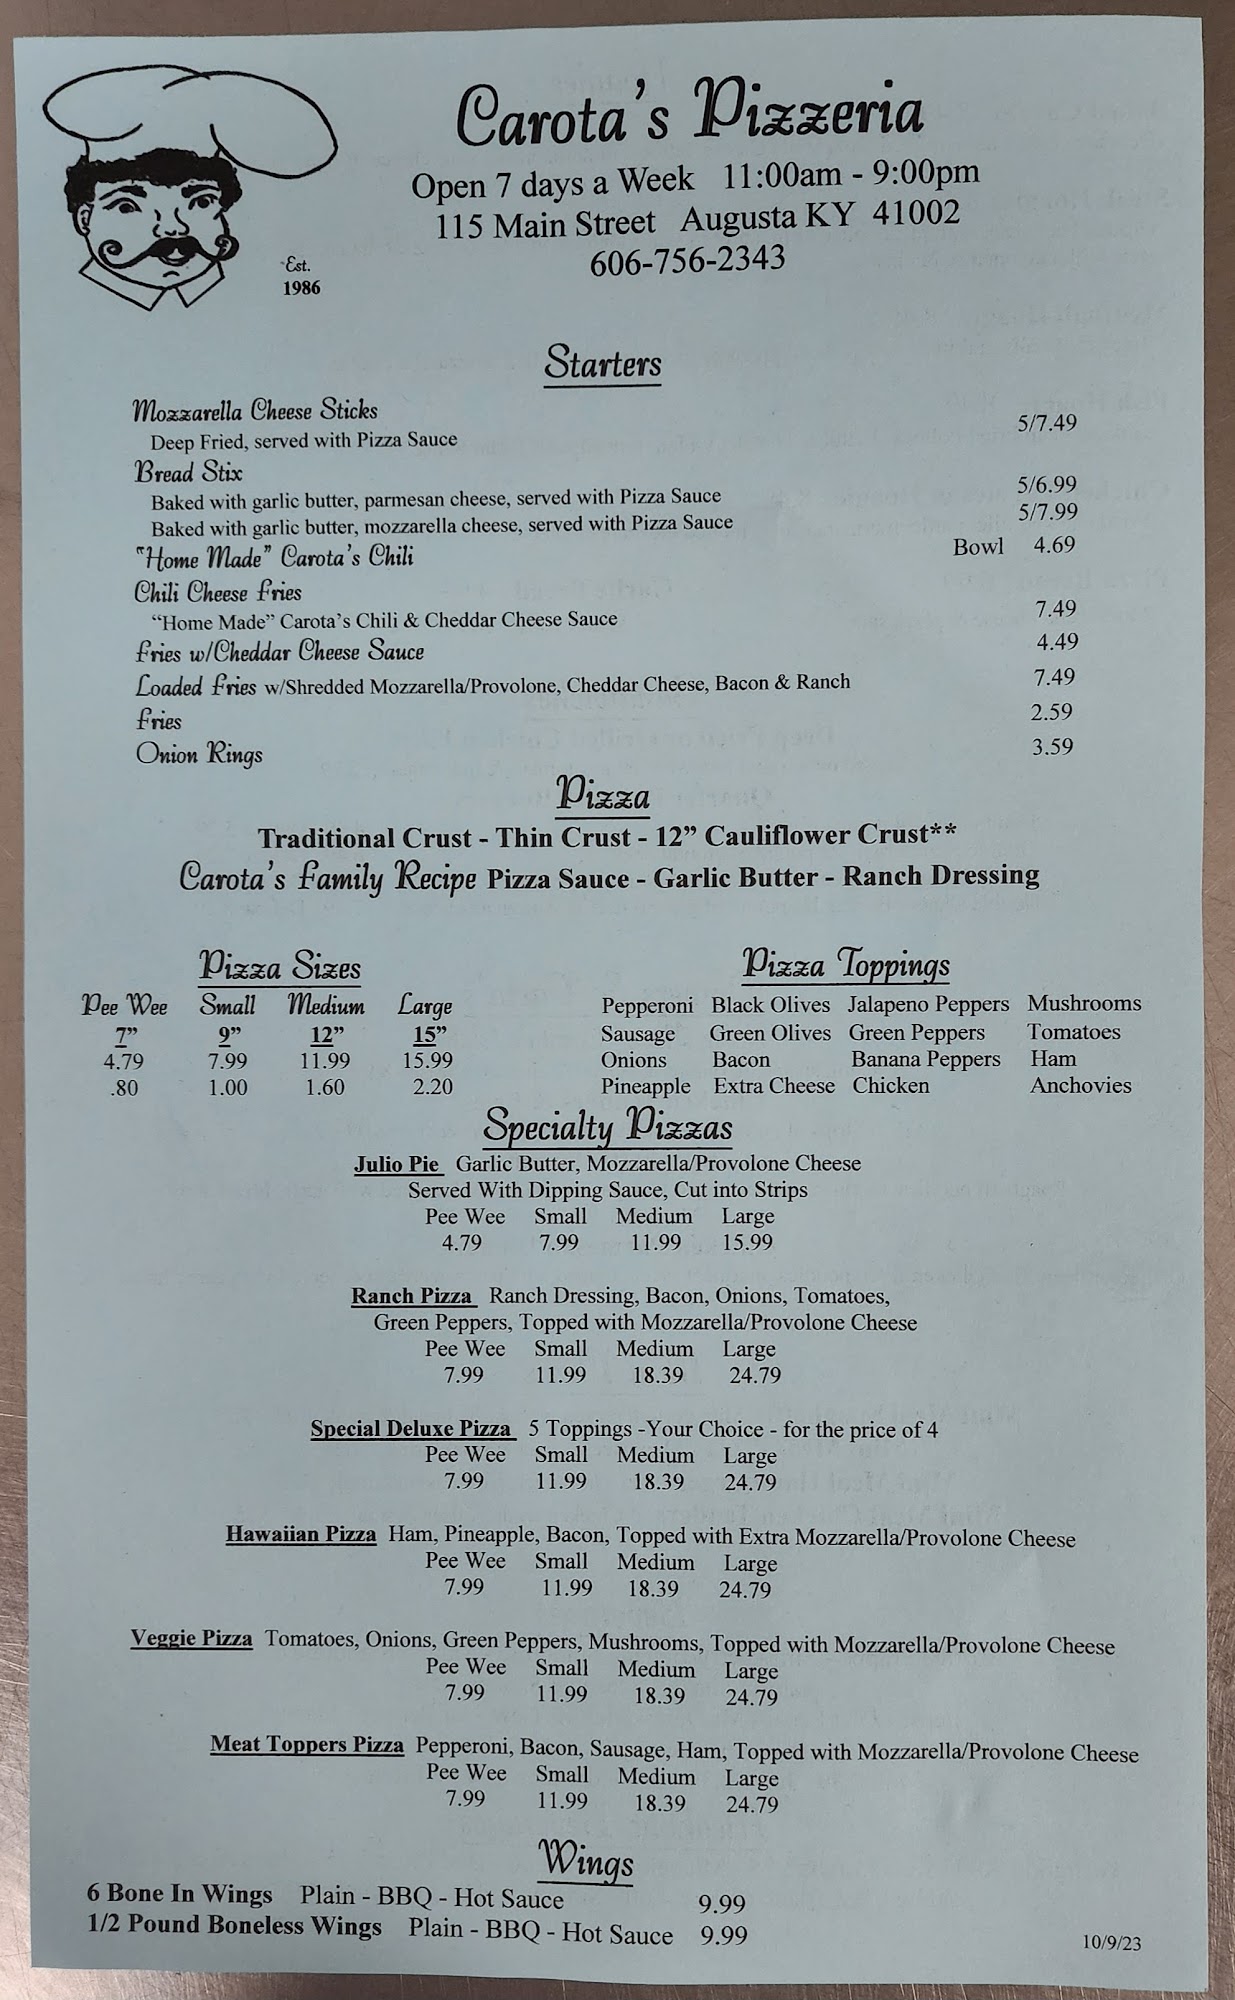 Carota's Pizzeria
Open 7 days a Week 11:00am - 9:00pm
115 Main Street Augusta KY 41002
606-756-2343
Est.
1986
Starters
Mozzarella Cheese Sticks
Deep Fried, served with Pizza Sauce 5/7.49
Bread Stix
Baked with garlic butter, parmesan cheese, served with Pizza Sauce 5/6.99
Baked with garlic butter, mozzarella cheese, served with Pizza Sauce 5/7.99
"Home Made" Carota's Chili Bowl 4.69
Chili Cheese Fries
"Home Made" Carota's Chili & Cheddar Cheese Sauce 7.49
Fries w/Cheddar Cheese Sauce 4.49
Loaded Fries w/Shredded Mozzarella/Provolone, Cheddar Cheese, Bacon & Ranch 7.49
Fries 2.59
Onion Rings 3.59
Pizza
Traditional Crust - Thin Crust - 12" Cauliflower Crust**
Carota's Family Recipe Pizza Sauce - Garlic Butter - Ranch Dressing
Pizza Sizes
Pee Wee Small Medium Large
7" 9" 12" 15"
4.79 7.99 11.99 15.99
.80 1.00 1.60 2.20
Pizza Toppings
Pepperoni Black Olives Jalapeno Peppers Mushrooms
Sausage Green Olives Green Peppers Tomatoes
Onions Bacon Banana Peppers Ham
Pineapple Extra Cheese Chicken Anchovies
Specialty Pizzas
Julio Pie Garlic Butter, Mozzarella/Provolone Cheese
Served With Dipping Sauce, Cut into Strips
Pee Wee Small Medium Large
4.79 7.99 11.99 15.99
Ranch Pizza Ranch Dressing, Bacon, Onions, Tomatoes,
Green Peppers, Topped with Mozzarella/Provolone Cheese
Pee Wee Small Medium Large
7.99 11.99 18.39 24.79
Special Deluxe Pizza 5 Toppings -Your Choice - for the price of 4
Pee Wee Small Medium Large
7.99 11.99 18.39 24.79
Hawaiian Pizza Ham, Pineapple, Bacon, Topped with Extra Mozzarella/Provolone Cheese
Pee Wee Small Medium Large
7.99 11.99 18.39 24.79
Veggie Pizza Tomatoes, Onions, Green Peppers, Mushrooms, Topped with Mozzarella/Provolone Cheese
Pee Wee Small Medium Large
7.99 11.99 18.39 24.79
Meat Toppers Pizza Pepperoni, Bacon, Sausage, Ham, Topped with Mozzarella/Provolone Cheese
Pee Wee Small Medium Large
7.99 11.99 18.39 24.79
Wings
6 Bone In Wings Plain - BBQ - Hot Sauce 9.99
1/2 Pound Boneless Wings Plain - BBQ - Hot Sauce 9.99
10/9/23